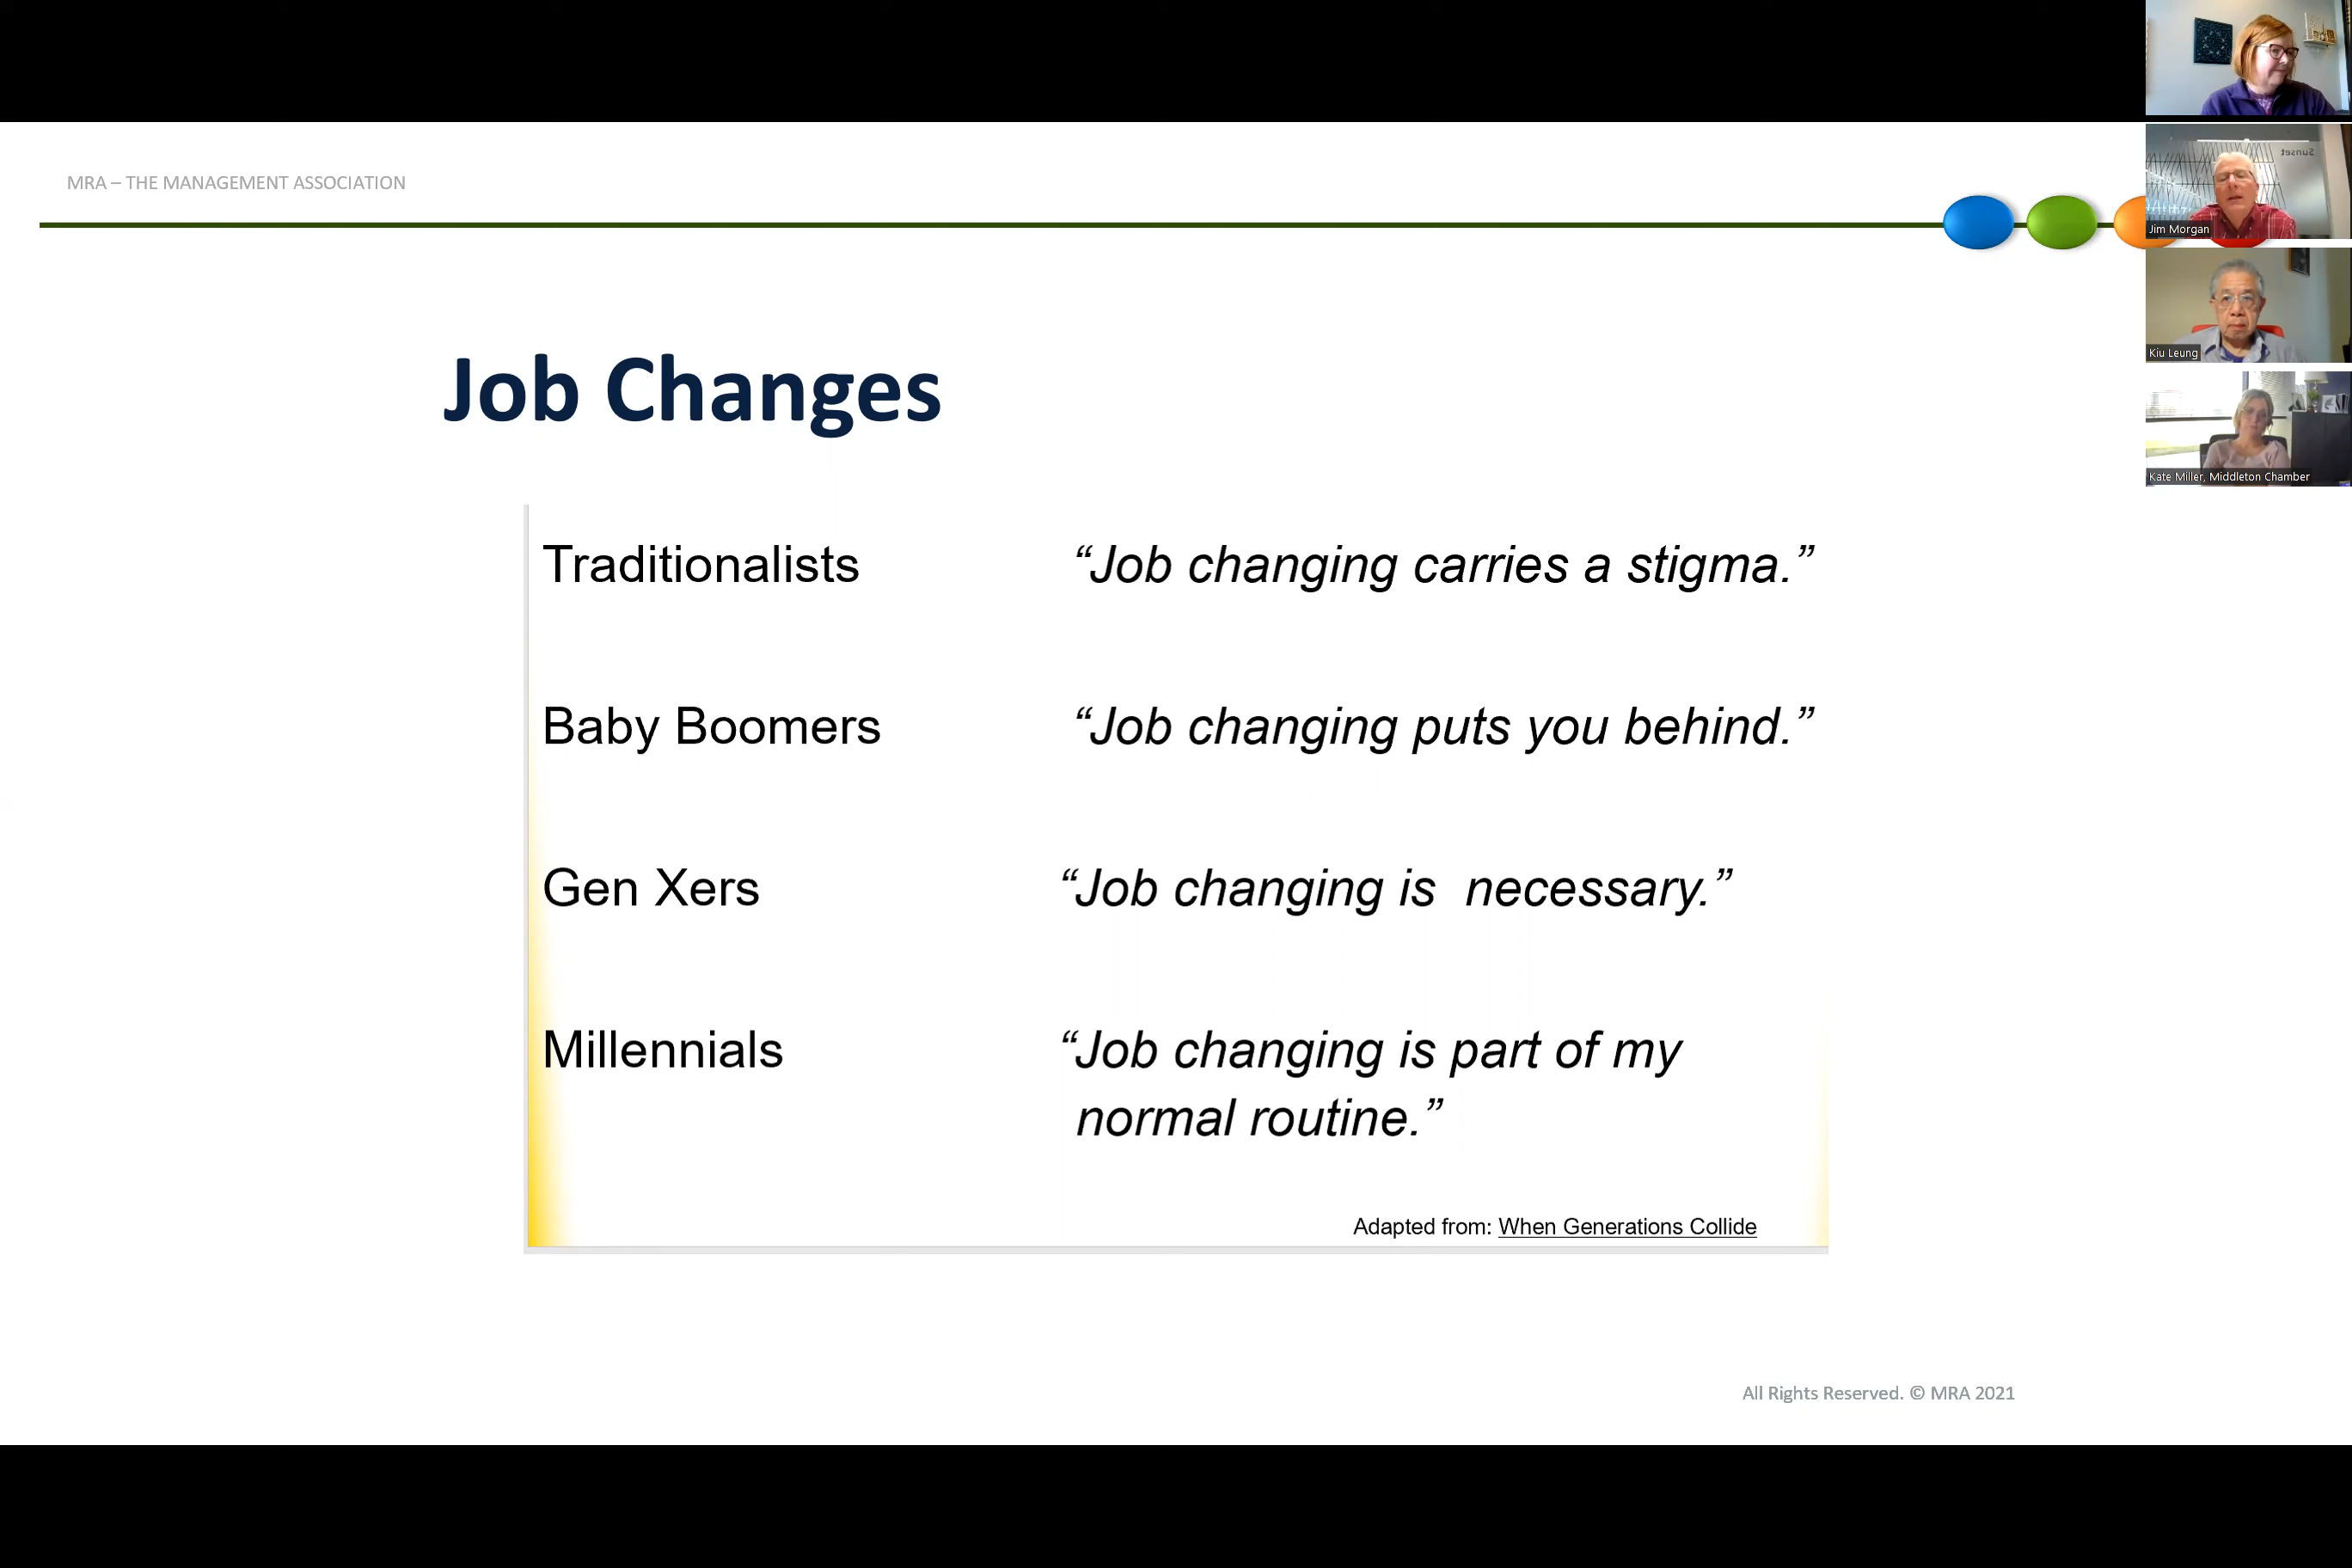 MRA – THE MANAGEMENT ASSOCIATION
Sunset
Jim Morgan
Kiu Leung
Kate Miller, Middleton Chamber
Job Changes
Traditionalists “Job changing carries a stigma.”
Baby Boomers “Job changing puts you behind.”
Gen Xers “Job changing is  necessary.”
Millennials “Job changing is part of my
normal routine.”
Adapted from: When Generations Collide
All Rights Reserved. © MRA 2021